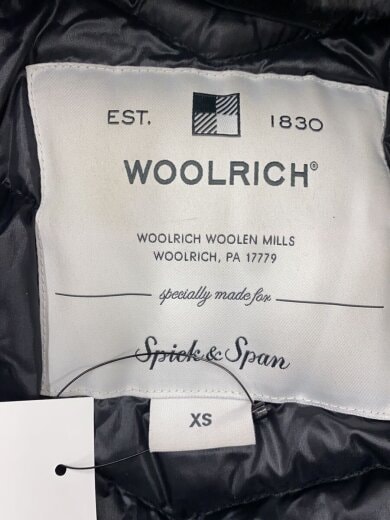 EST. 1830
WOOLRICH®
WOOLRICH WOOLEN MILLS
WOOLRICH, PA 17779
specially made for
Spick & Span
XS